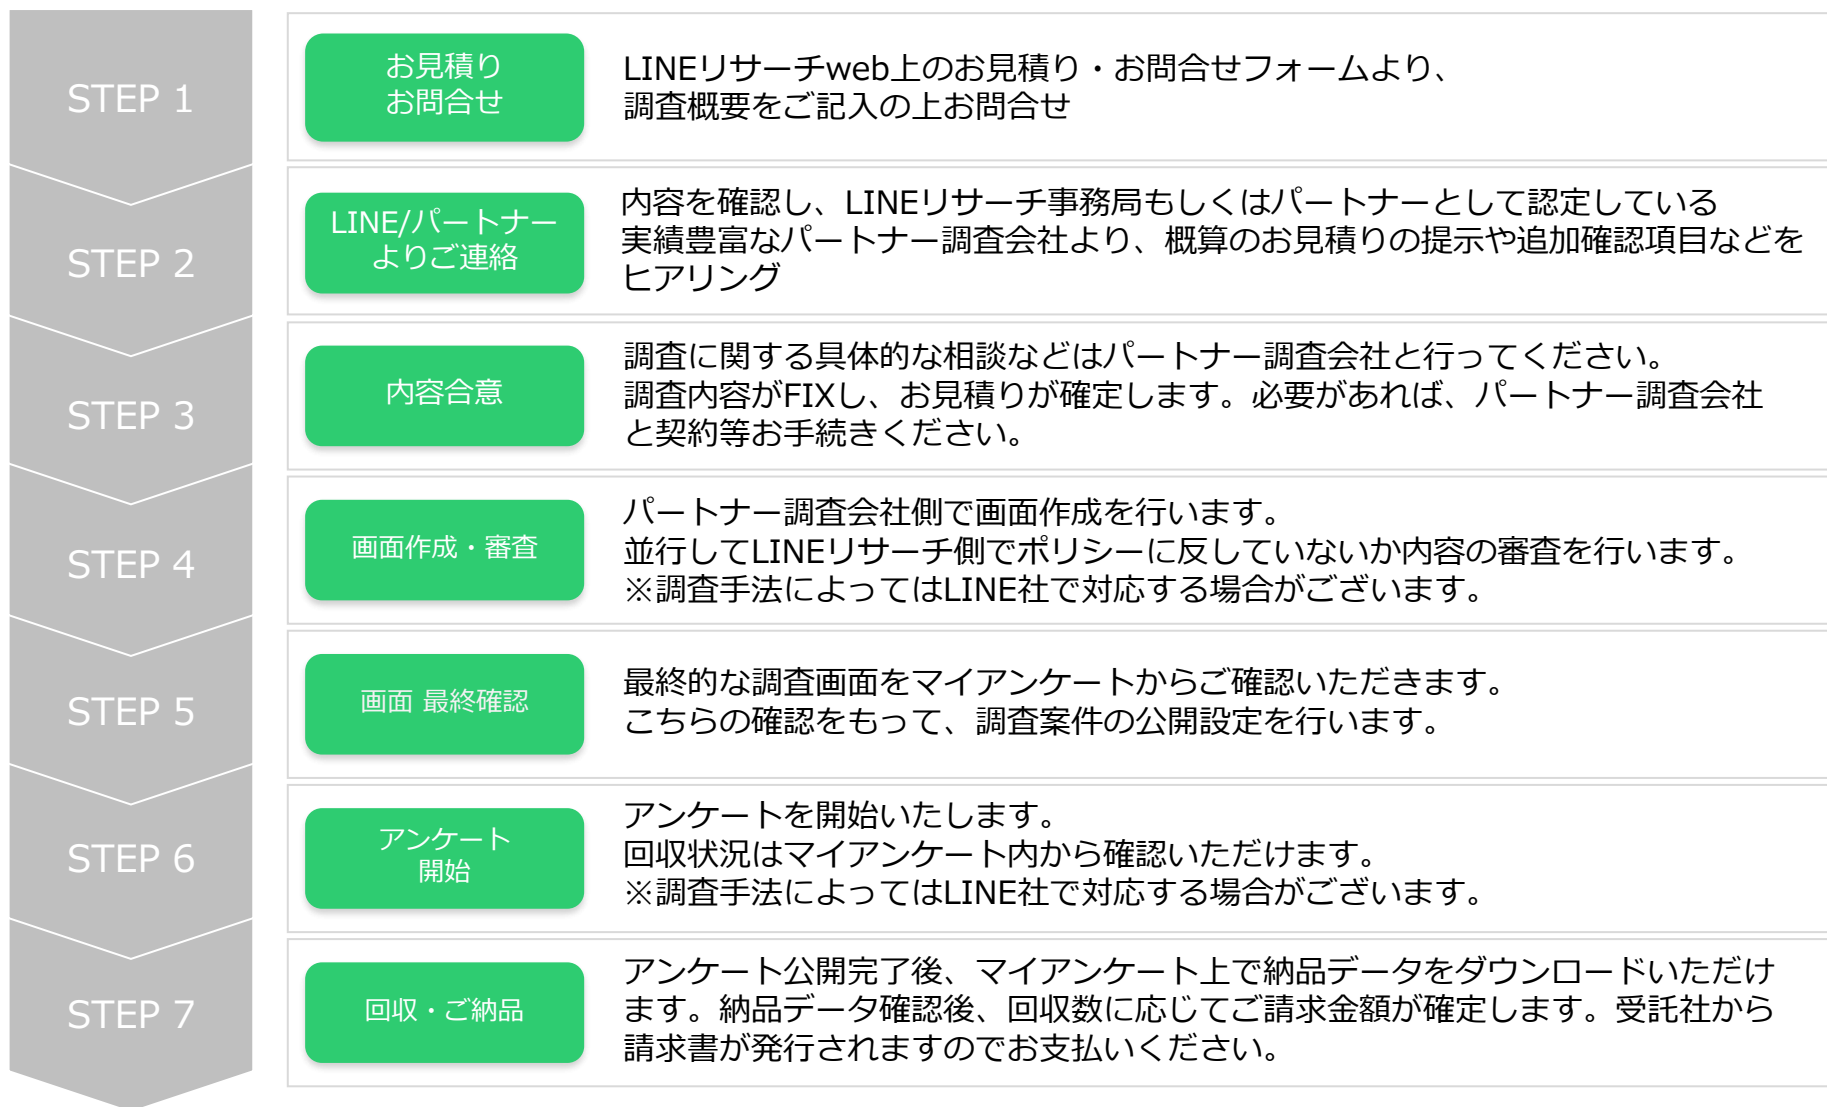 STEP 1
お見積り
お問合せ
LINEリサーチweb上のお見積り・お問合せフォームより、
調査概要をご記入の上お問合せ
STEP 2
LINE/パートナー
よりご連絡
内容を確認し、LINEリサーチ事務局もしくはパートナーとして認定している
実績豊富なパートナー調査会社より、概算のお見積りの提示や追加確認項目などを
ヒアリング
STEP 3
内容合意
調査に関する具体的な相談などはパートナー調査会社と行ってください。
調査内容がFIXし、お見積りが確定します。必要があれば、パートナー調査会社
と契約等お手続きください。
STEP 4
画面作成・審査
パートナー調査会社側で画面作成を行います。
並行してLINEリサーチ側でポリシーに反していないか内容の審査を行います。
※調査手法によってはLINE社で対応する場合がございます。
STEP 5
画面 最終確認
最終的な調査画面をマイアンケートからご確認いただきます。
こちらの確認をもって、調査案件の公開設定を行います。
STEP 6
アンケート
開始
アンケートを開始いたします。
回収状況はマイアンケート内から確認いただけます。
※調査手法によってはLINE社で対応する場合がございます。
STEP 7
回収・ご納品
アンケート公開完了後、マイアンケート上で納品データをダウンロードいただけ
ます。納品データ確認後、回収数に応じてご請求金額が確定します。受託社から
請求書が発行されますのでお支払いください。